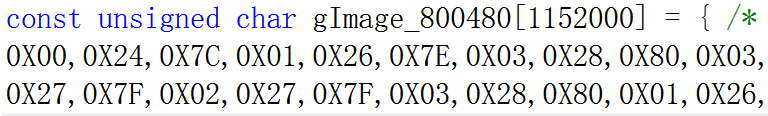 const unsigned char gImage_800480[1152000] = { /*
0X00,0X24,0X7C,0X01,0X26,0X7E,0X03,0X28,0X80,0X03,
0X27,0X7F,0X02,0X27,0X7F,0X03,0X28,0X80,0X01,0X26,